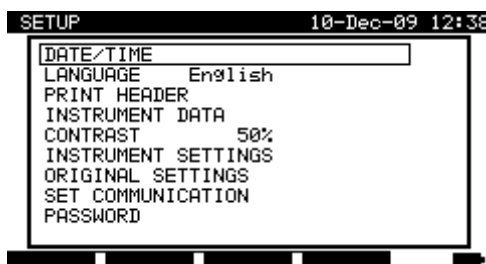 SETUP 10-Dec-09 12:38
DATE/TIME
LANGUAGE English
PRINT HEADER
INSTRUMENT DATA
CONTRAST 50%
INSTRUMENT SETTINGS
ORIGINAL SETTINGS
SET COMMUNICATION
PASSWORD